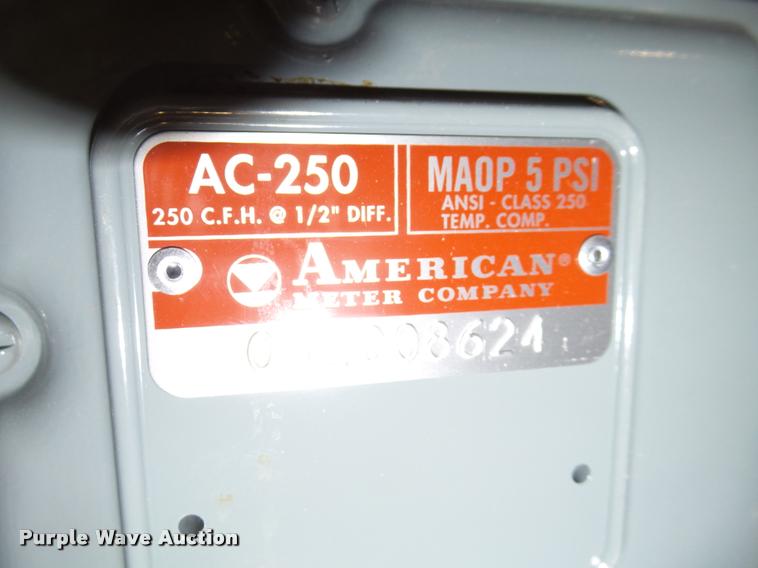 AC-250
250 C.F.H. @ 1/2" DIFF.
MAOP 5 PSI
ANSI - CLASS 250
TEMP. COMP.
AMERICAN®
METER COMPANY
Purple Wave Auction